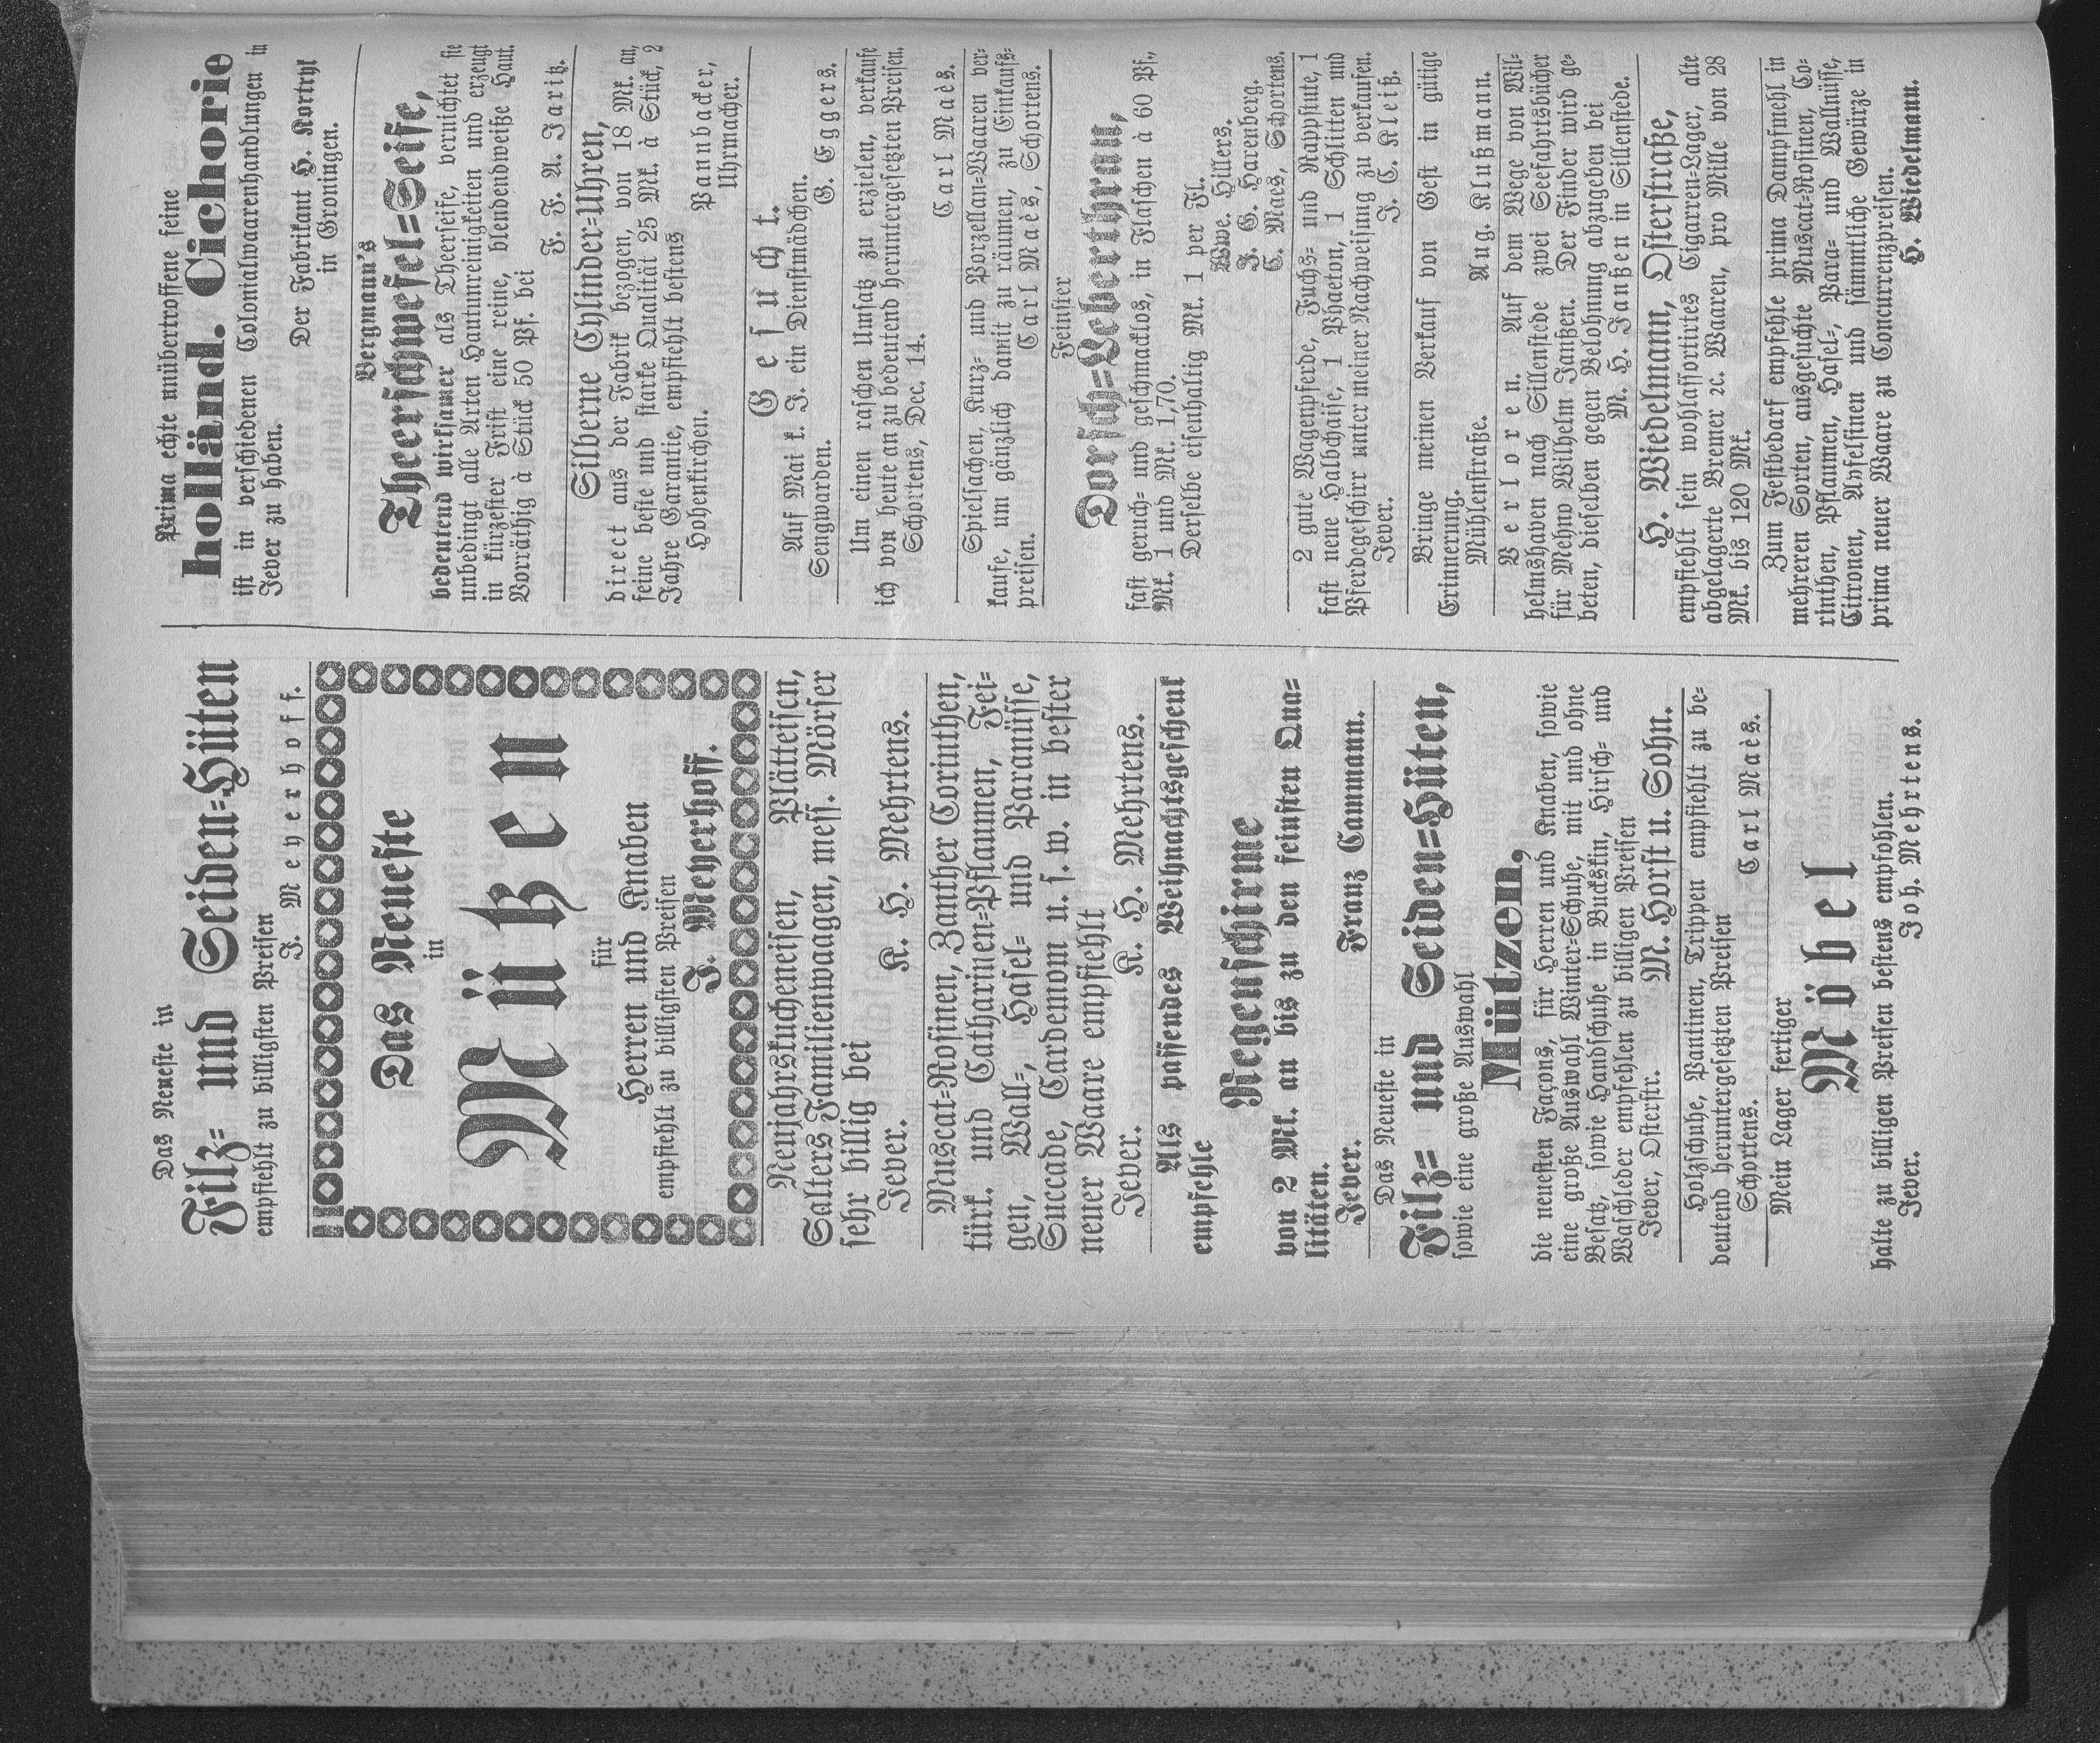 Das Neueste in
Filz= und Seiden=Hüten
empfiehlt zu billigsten Preisen
J. Meyerhoff.
Das Neueste
in
Mützen
für
Herren und Knaben
empfiehlt zu billigsten Preisen
J. Meyerhoff.
Neujahrskucheneisen, Plätteisen,
Salters Familienwaagen, mess. Mörser
sehr billig bei
Jever. K. H. Mehrtens.
Muscat=Rosinen, Zanther Corinthen,
türk. und Catharinen=Pflaumen, Fei=
gen, Wall=, Hasel= und Paranüsse,
Succade, Cardemom u. s. w. in bester
neuer Waare empfiehlt
Jever. K. H. Mehrtens.
Als passendes Weihnachtsgeschenk
empfehle
Regenschirme
von 2 Mk. an bis zu den feinsten Qua=
litäten.
Jever. Franz Cammann.
Das Neueste in
Filz= und Seiden=Hüten,
sowie eine große Auswahl
Mützen,
die neuesten Façons, für Herren und Knaben, sowie
eine große Auswahl Winter=Schuhe, mit und ohne
Besatz, sowie Handschuhe in Buckskin, Hirsch= und
Waschleder empfehlen zu billigen Preisen
Jever, Osterstr. M. Horst u. Sohn.
Holzschuhe, Pantinen, Trippen empfiehlt zu be=
deutend heruntergesetzten Preisen
Schortens. Carl Maès.
Mein Lager fertiger
Möbel
halte zu billigen Preisen bestens empfohlen.
Jever. Joh. Mehrtens.
Prima echte unübertroffene feine
holländ. Cichorie
ist in verschiedenen Colonialwaarenhandlungen in
Jever zu haben.
Der Fabrikant H. Kortryk
in Groningen.
Bergmann's
Theerschwefel=Seife,
bedeutend wirksamer als Theerseife, vernichtet sie
unbedingt alle Arten Hautunreinigkeiten und erzeugt
in kürzester Frist eine reine, blendendweiße Haut.
Vorräthig à Stück 50 Pf. bei
F. F. A. Jaritz.
Silberne Cylinder=Uhren,
direct aus der Fabrik bezogen, von 18 Mk. an,
feine beste und starke Qualität 25 Mk. à Stück, 2
Jahre Garantie, empfiehlt bestens
Hohenkirchen. Pannbacker,
Uhrmacher.
Gesucht.
Auf Mai k. J. ein Dienstmädchen.
Sengwarden. G. Eggers.
Um einen raschen Umsatz zu erzielen, verkaufe
ich von heute an zu bedeutend heruntergesetzten Preisen.
Schortens, Dec. 14.
Carl Maès.
Spielsachen, Kurz= und Porzellan=Waaren ver=
kaufe, um gänzlich damit zu räumen, zu Einkaufs=
preisen. Carl Maès, Schortens.
Feinster
Dorsch=Leberthran,
fast geruch= und geschmacklos, in Flaschen à 60 Pf.,
Mk. 1 und Mk. 1,70.
Derselbe eisenhaltig Mk. 1 per Fl.
Wwe. Hillers.
J. G. Harenberg.
C. Maes, Schortens.
2 gute Wagenpferde, Fuchs= und Rappstute, 1
fast neue Halbchaise, 1 Phaeton, 1 Schlitten und
Pferdegeschirr unter meiner Nachweisung zu verkaufen.
Jever. J. C. Kleiß.
Bringe meinen Verkauf von Gest in gütige
Erinnerung.
Mühlenstraße. Aug. Klußmann.
Verloren. Auf dem Wege von Wil=
helmshaven nach Sillenstede zwei Seefahrtsbücher
für Mehno Wilhelm Janßen. Der Finder wird ge=
beten, dieselben gegen Belohnung abzugeben bei
M. H. Janßen in Sillenstede.
H. Wiedelmann, Osterstraße,
empfiehlt sein wohlassortirtes Cigarren=Lager, alte
abgelagerte Bremer 2c. Waaren, pro Mille von 28
Mk. bis 120 Mk.
Zum Festbedarf empfehle prima Dampfmehl in
mehreren Sorten, ausgesuchte Muscat=Rosinen, Co=
rinthen, Pflaumen, Hasel=, Para= und Wallnüsse,
Citronen, Apfelsinen und sämmtliche Gewürze in
prima neuer Waare zu Concurrenzpreisen.
H. Wiedelmann.